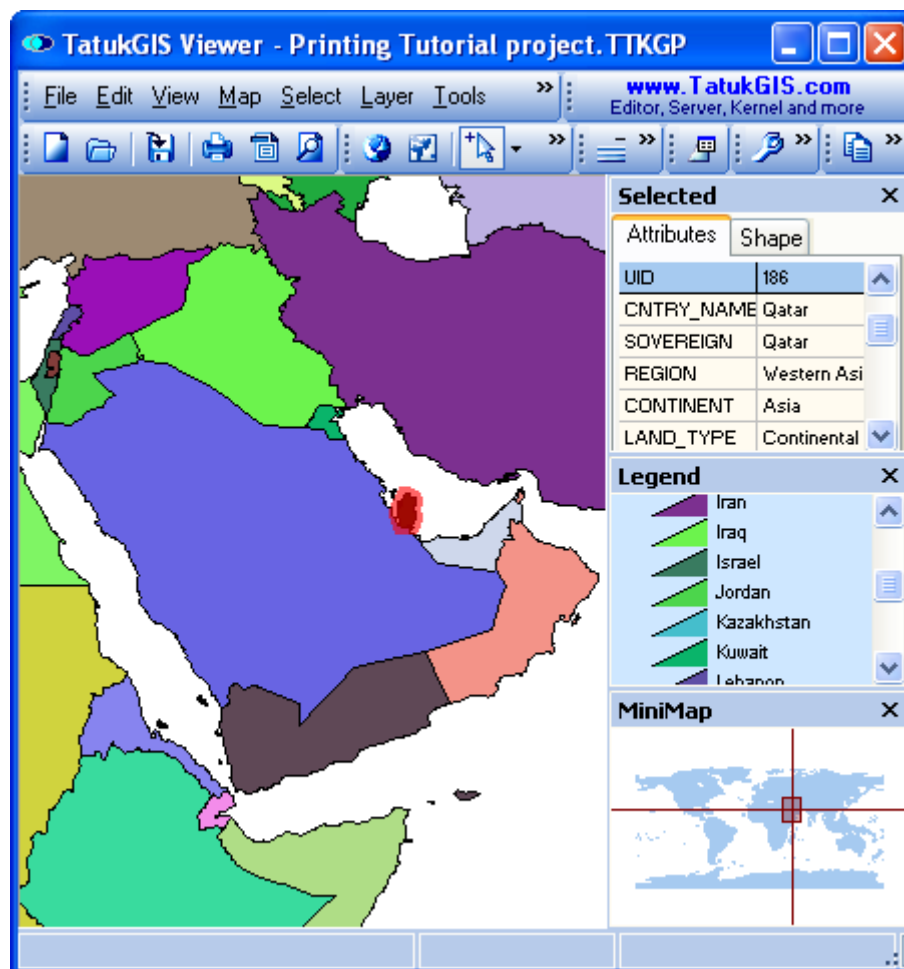 TatukGIS Viewer - Printing Tutorial project.TTKGP
File Edit View Map Select Layer Tools »
www.TatukGIS.com
Editor, Server, Kernel and more
» » » »
Selected
Attributes Shape
UID 186
CNTRY_NAME Qatar
SOVEREIGN Qatar
REGION Western Asi
CONTINENT Asia
LAND_TYPE Continental
Legend
Iran
Iraq
Israel
Jordan
Kazakhstan
Kuwait
Lebanon
MiniMap